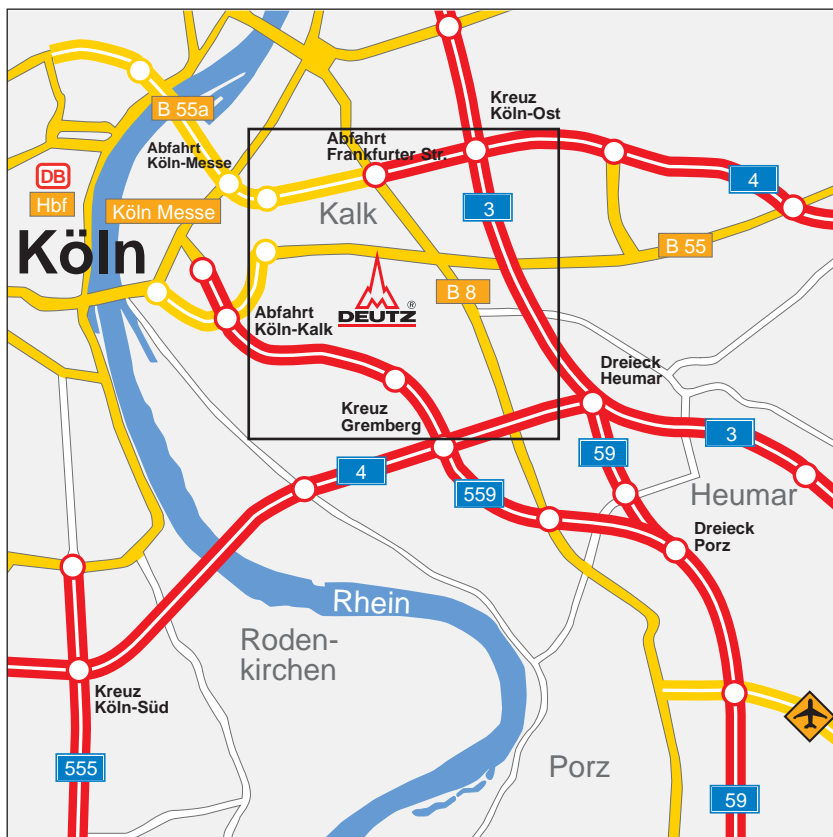 B 55a
Kreuz
Köln-Ost
Abfahrt
Köln-Messe
Abfahrt
Frankfurter Str.
DB
Hbf
Köln Messe
Kalk
3
4
Köln
B 55
DEUTZ ®
B 8
Abfahrt
Köln-Kalk
Dreieck
Heumar
Kreuz
Gremberg
3
59
4
559
Heumar
Dreieck
Porz
Rhein
Roden-
kirchen
Kreuz
Köln-Süd
555
Porz
59